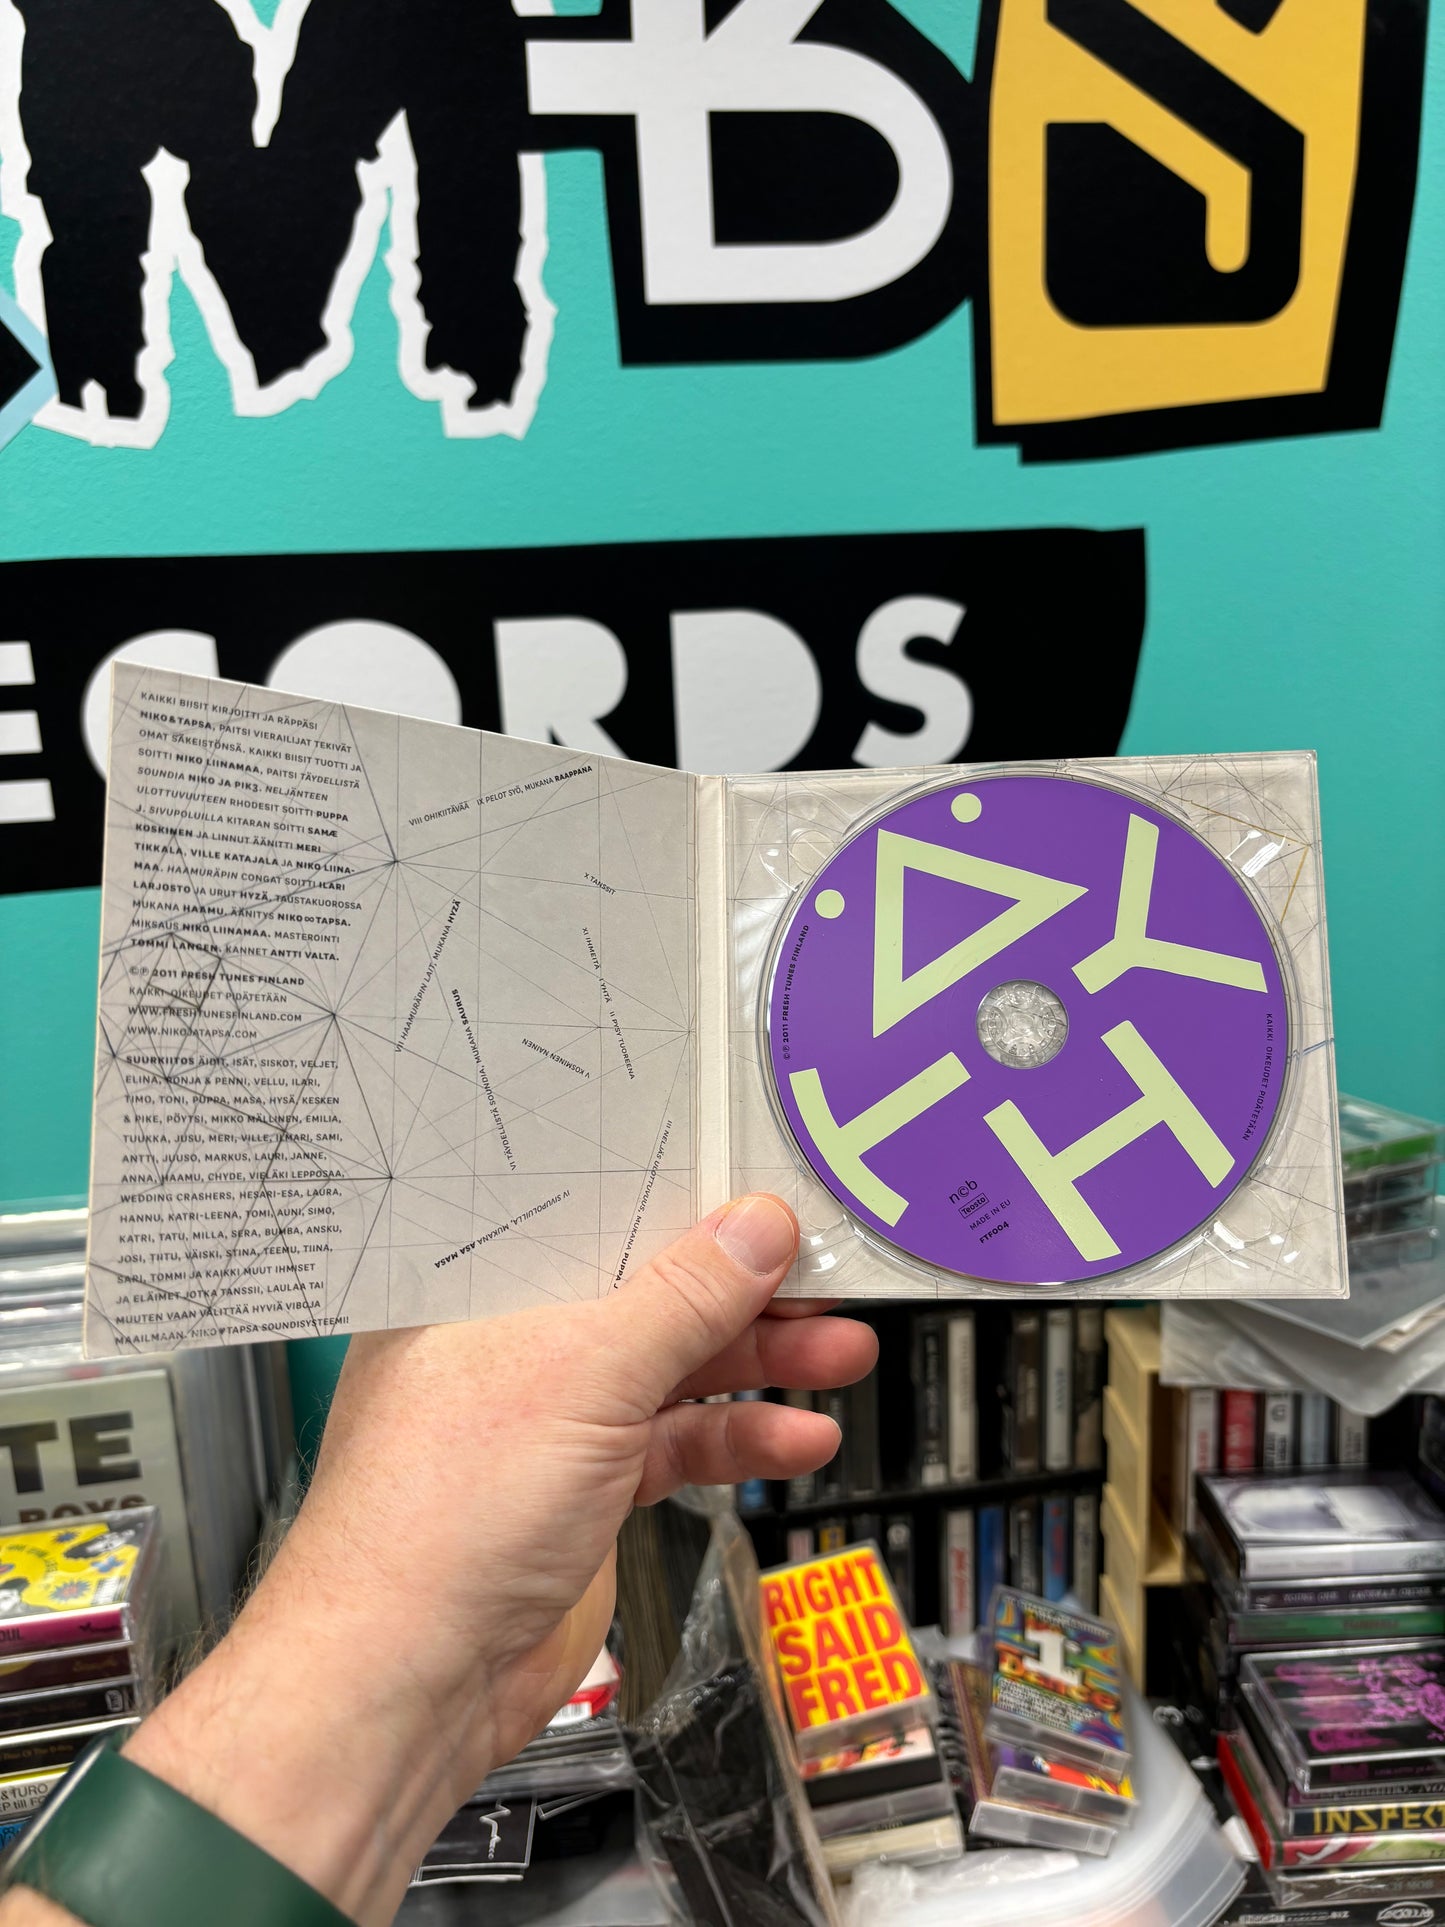 MBS
ECORDS
KAIKKI BIISIT KIRJOITTI JA RÄPPÄSI
NIKO&TAPSA, PAITSI VIERAILIJAT TEKIVÄT
OMAT SÄKEISTÖNSÄ. KAIKKI BIISIT TUOTTI JA
SOITTI NIKO LIINAMAA, PAITSI TÄYDELLISTÄ
SOUNDIA NIKO JA PIK3. NELJÄNTEEN
ULOTTUVUUTEEN RHODESIT SOITTI PUPPA
J. SIVUPOLUILLA KITARAN SOITTI SAMÆ
KOSKINEN JA LINNUT ÄÄNITTI MERI
TIKKALA, VILLE KATAJALA JA NIKO LIINA-
MAA. HAAMURÄPIN CONGAT SOITTI ILARI
LARJOSTO JA URUT HYZÄ, TAUSTAKUOROSSA
MUKANA HAAMU. ÄÄNITYS NIKO∞TAPSA.
MIKSAUS NIKO LIINAMAA. MASTEROINTI
TOMMI LANGEN. KANNET ANTTI VALTA.
©℗ 2011 FRESH TUNES FINLAND
KAIKKI OIKEUDET PIDÄTETÄÄN
WWW.FRESHTUNESFINLAND.COM
WWW.NIKOJATAPSA.COM
SUURKIITOS ÄIDIT, ISÄT, SISKOT, VELJET,
ELINA, RONJA & PENNI, VELLU, ILARI,
TIMO, TONI, PUPPA, MASA, HYSÄ, KESKEN
& PIKE, PÖYTSI, MIKKO MÄLLINEN, EMILIA,
TUUKKA, JUSU, MERI, VILLE, ILMARI, SAMI,
ANTTI, JUUSO, MARKUS, LAURI, JANNE,
ANNA, HAAMU, CHYDE, VIELÄKI LEPPOSAA,
WEDDING CRASHERS, HESARI-ESA, LAURA,
HANNU, KATRI-LEENA, TOMI, AUNI, SIMO,
KATRI, TATU, MILLA, SERA, BUMBA, ANSKU,
JOSI, TIITU, VÄISKI, STINA, TEEMU, TIINA,
SARI, TOMMI JA KAIKKI MUUT IHMISET
JA ELÄIMET JOTKA TANSSII, LAULAA TAI
MUUTEN VAAN VÄLITTÄÄ HYVIÄ VIBOJA
MAAILMAAN. NIKO♥TAPSA SOUNDISYSTEEMI!
VIII OHIKIITÄVÄÄ IX PELOT SYÖ, MUKANA RAAPPANA
X TANSSIT
XI IHMEITÄ I YHTÄ II PISY TUOREENA
VII HAAMURÄPIN LAIT, MUKANA HYZÄ
V KOSMINEN NAINEN
VI TÄYDELLISTÄ SOUNDIA, MUKANA SAURUS
III NELJÄS ULOTTUVUUS, MUKANA PUPPA J
IV SIVUPOLUILLA, MUKANA ASA MASA
YHTÄ
©℗ 2011 FRESH TUNES FINLAND
KAIKKI OIKEUDET PIDÄTETÄÄN
n©b
Teosto
MADE IN EU
FTF004
TE
BOYS
RIGHT
SAID
FRED
1
Dance
INSPE